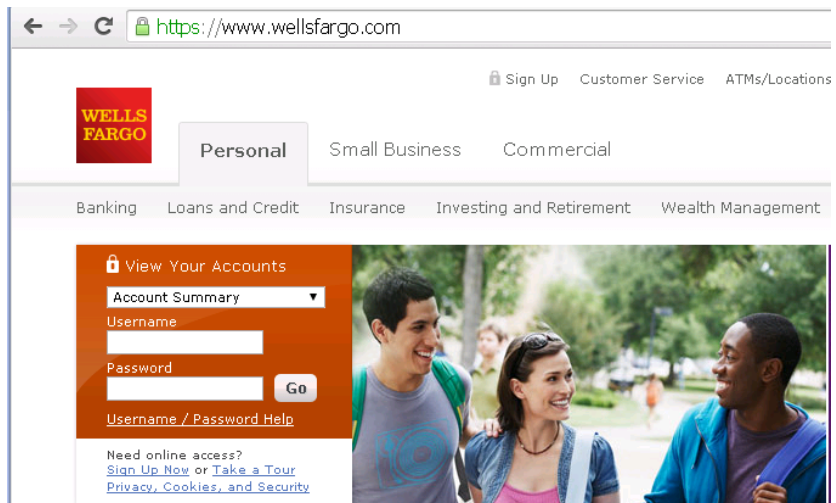 https://www.wellsfargo.com
Sign Up Customer Service ATMs/Locations
WELLS
FARGO
Personal Small Business Commercial
Banking Loans and Credit Insurance Investing and Retirement Wealth Management
View Your Accounts
Account Summary
Username
Password
Go
Username / Password Help
Need online access?
Sign Up Now or Take a Tour
Privacy, Cookies, and Security